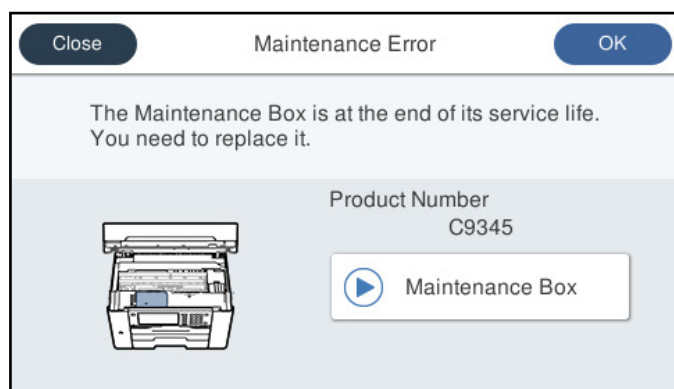 Close Maintenance Error OK
The Maintenance Box is at the end of its service life.
You need to replace it.
Product Number
C9345
Maintenance Box